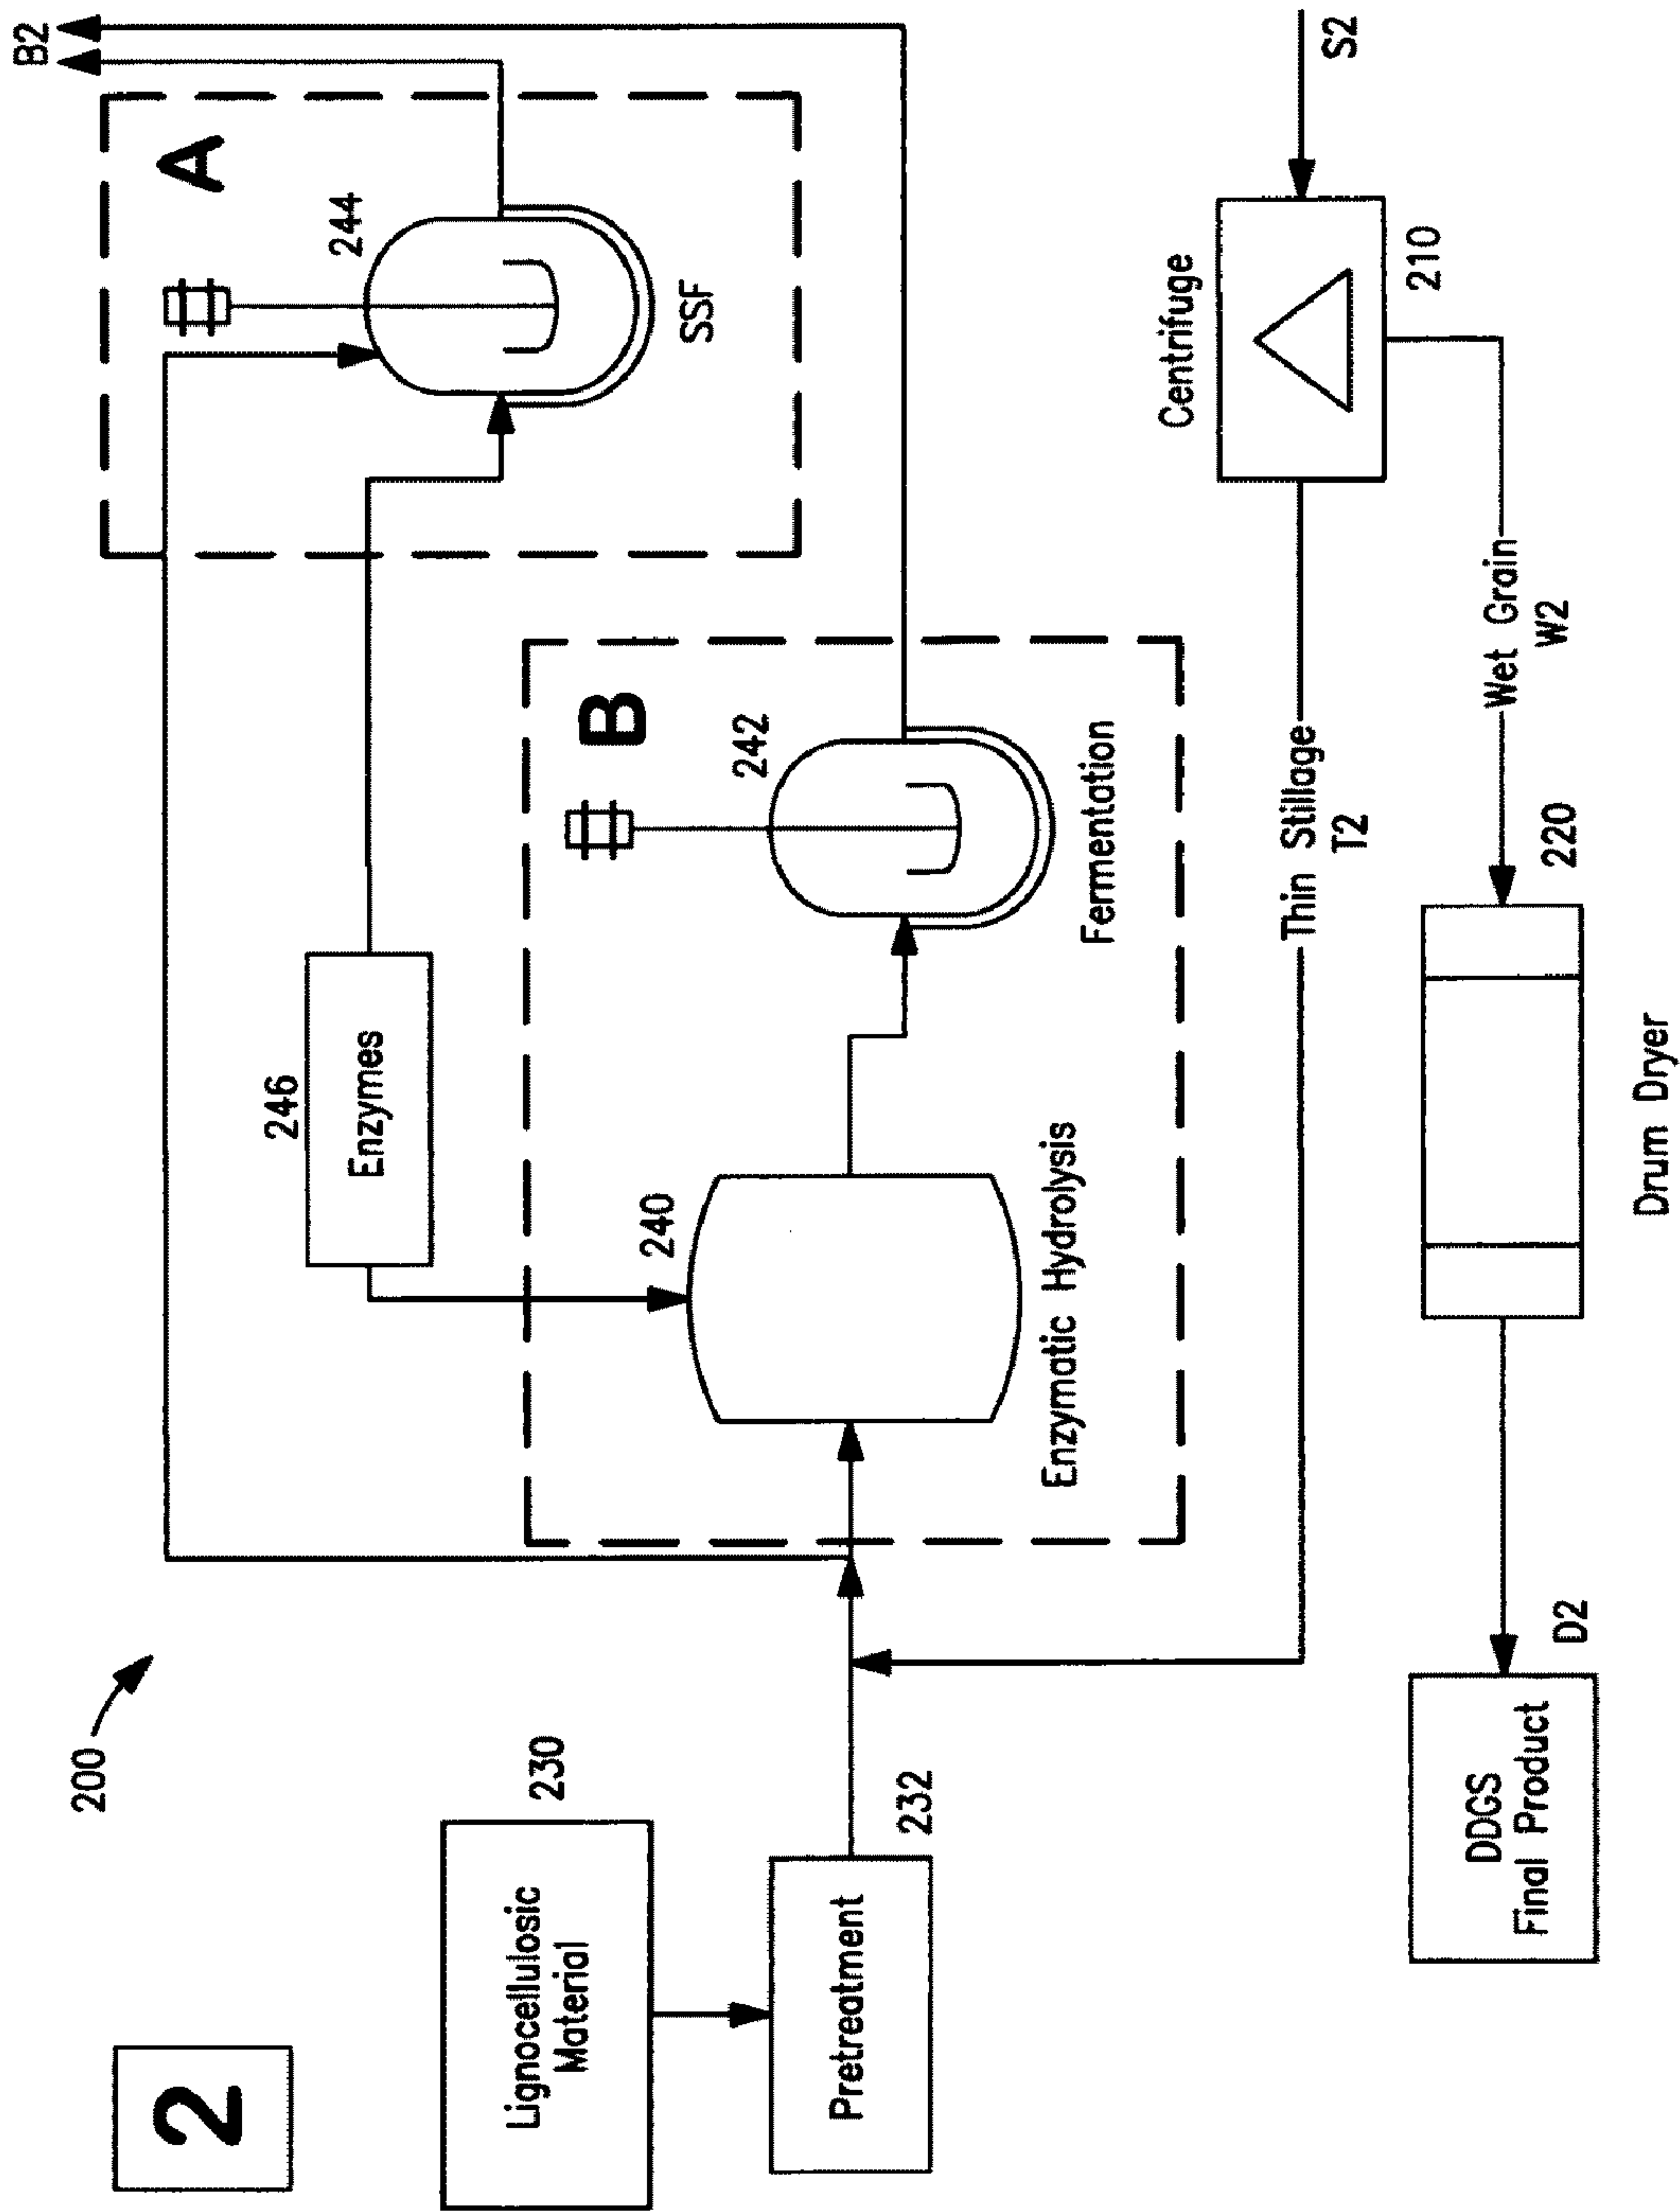 2
200
B2
A
244
SSF
246
Enzymes
Lignocellulosic
Material
230
B
240
242
Enzymatic Hydrolysis
Fermentation
Pretreatment
232
Centrifuge
210
S2
Thin Stillage
T2
Wet Grain
W2
220
Drum Dryer
DDGS
Final Product
D2